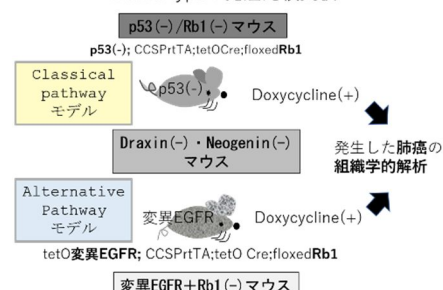 p53(-)/Rb1(-)マウス
p53(-); CCSPrtTA;tetOCre;floxedRb1
Classical
pathway
モデル
p53(-)
Doxycycline(+)
Draxin(-)・Neogenin(-)
マウス
発生した肺癌の
組織学的解析
Alternative
Pathway
モデル
変異EGFR
Doxycycline(+)
tetO変異EGFR; CCSPrtTA;tetO Cre;floxedRb1
変異EGFR+Rb1(-)マウス